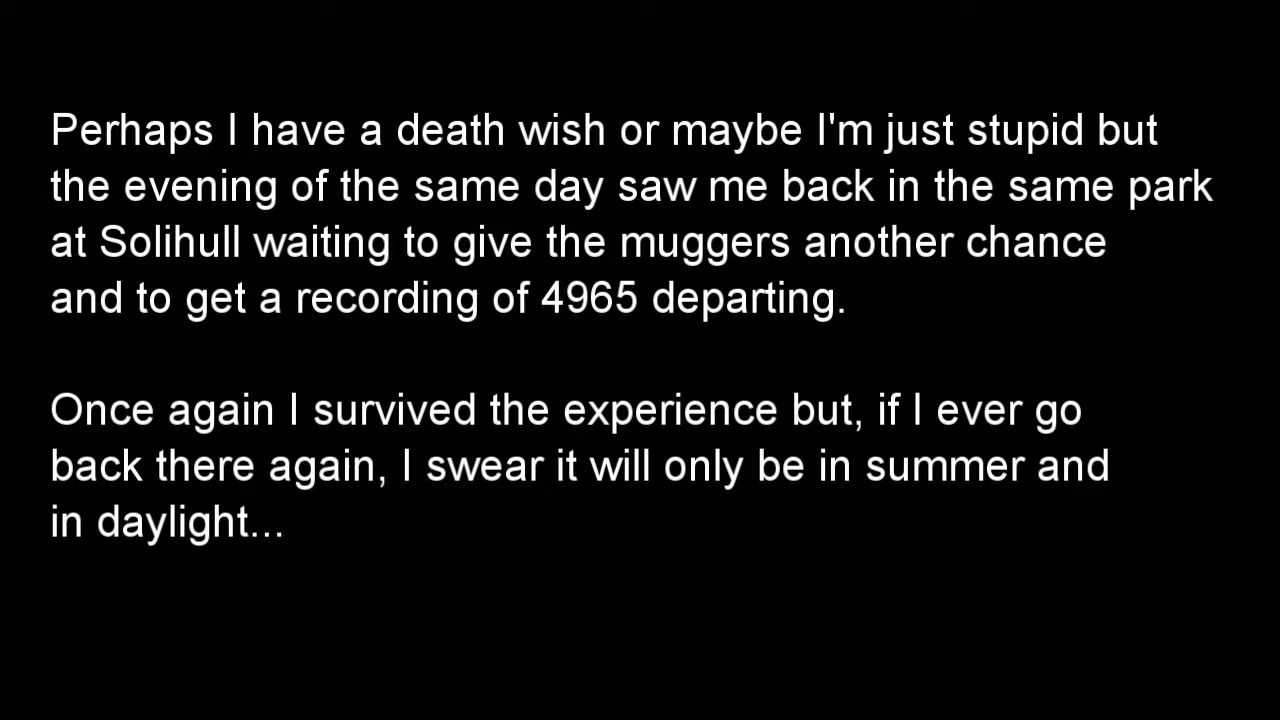 Perhaps I have a death wish or maybe I'm just stupid but
the evening of the same day saw me back in the same park
at Solihull waiting to give the muggers another chance
and to get a recording of 4965 departing.
Once again I survived the experience but, if I ever go
back there again, I swear it will only be in summer and
in daylight...